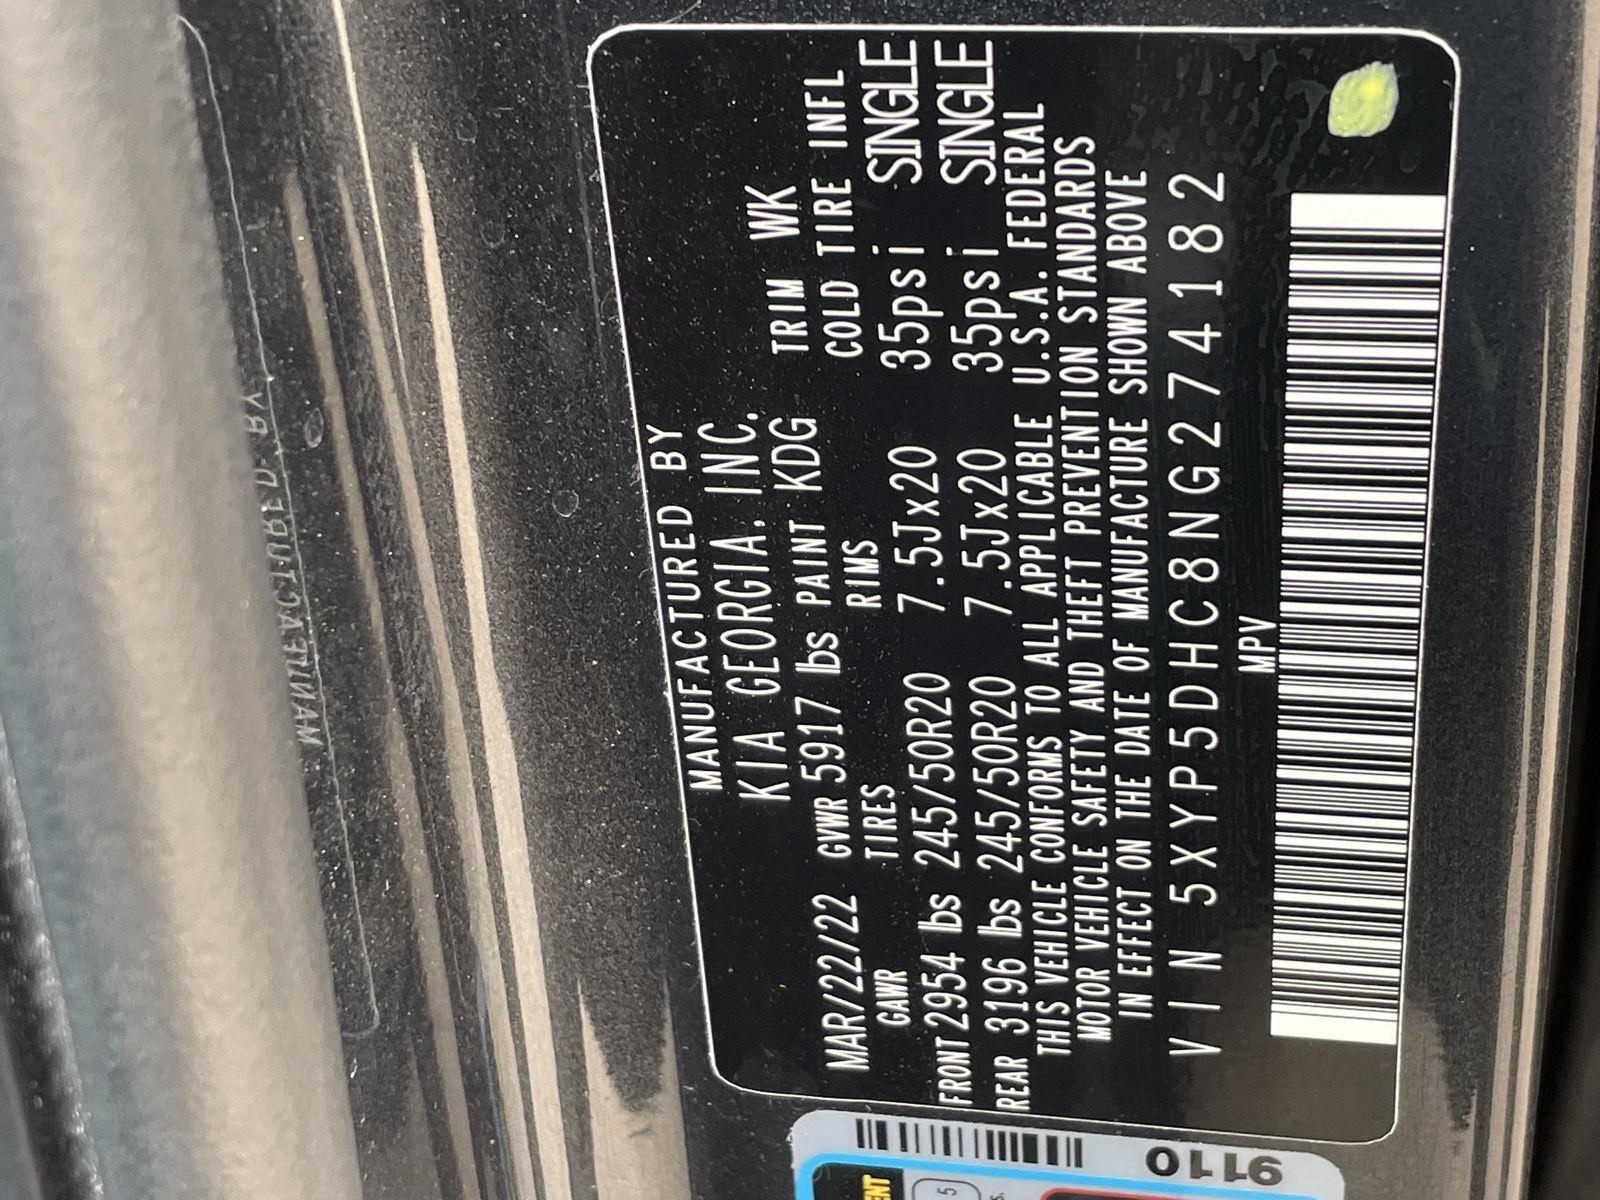 MANUFACTURED BY
KIA GEORGIA, INC.
MAR/22/22 GVWR 5917 lbs PAINT KDG TRIM WK
GAWR TIRES RIMS COLD TIRE INFL
FRONT 2954 lbs 245/50R20 7.5Jx20 35psi SINGLE
REAR 3196 lbs 245/50R20 7.5Jx20 35psi SINGLE
THIS VEHICLE CONFORMS TO ALL APPLICABLE U.S.A. FEDERAL
MOTOR VEHICLE SAFETY AND THEFT PREVENTION STANDARDS
IN EFFECT ON THE DATE OF MANUFACTURE SHOWN ABOVE
VIN 5XYP5DHC8NG274182
MPV
9110
5
MANUFACTURED BY